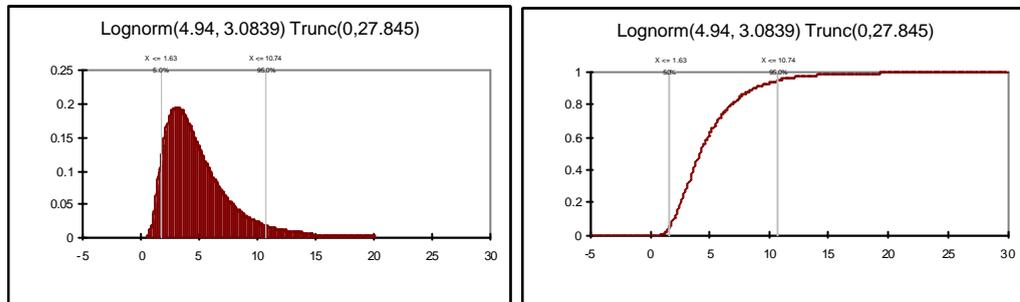 Lognorm(4.94, 3.0839) Trunc(0,27.845)
X <= 1.63
5.0%
X <= 10.74
95.0%
0.25
0.2
0.15
0.1
0.05
0
-5 0 5 10 15 20 25 30
Lognorm(4.94, 3.0839) Trunc(0,27.845)
X <= 1.63
5.0%
X <= 10.74
95.0%
1
0.8
0.6
0.4
0.2
0
-5 0 5 10 15 20 25 30